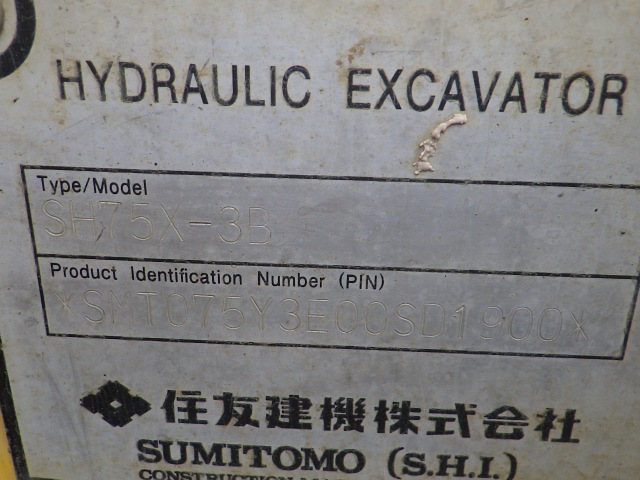 HYDRAULIC EXCAVATOR
Type/Model
SH75X-3B
Product Identification Number (PIN)
*SMT075Y3E00SD1900*
住友建機株式会社
SUMITOMO (S.H.I.)